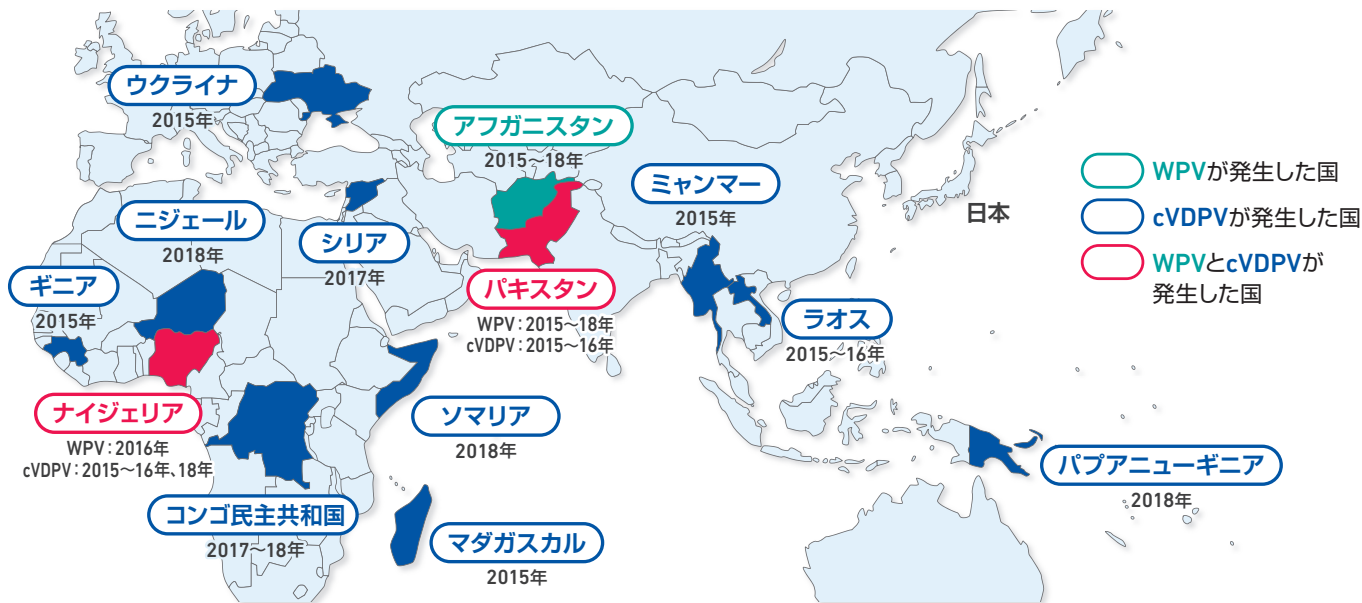 ウクライナ
2015年
アフガニスタン
2015〜18年
ミャンマー
2015年
日本
WPVが発生した国
cVDPVが発生した国
WPVとcVDPVが
発生した国
ニジェール
2018年
シリア
2017年
ギニア
2015年
パキスタン
WPV：2015〜18年
cVDPV：2015〜16年
ラオス
2015〜16年
ナイジェリア
WPV：2016年
cVDPV：2015〜16年、18年
ソマリア
2018年
パプアニューギニア
2018年
コンゴ民主共和国
2017〜18年
マダガスカル
2015年